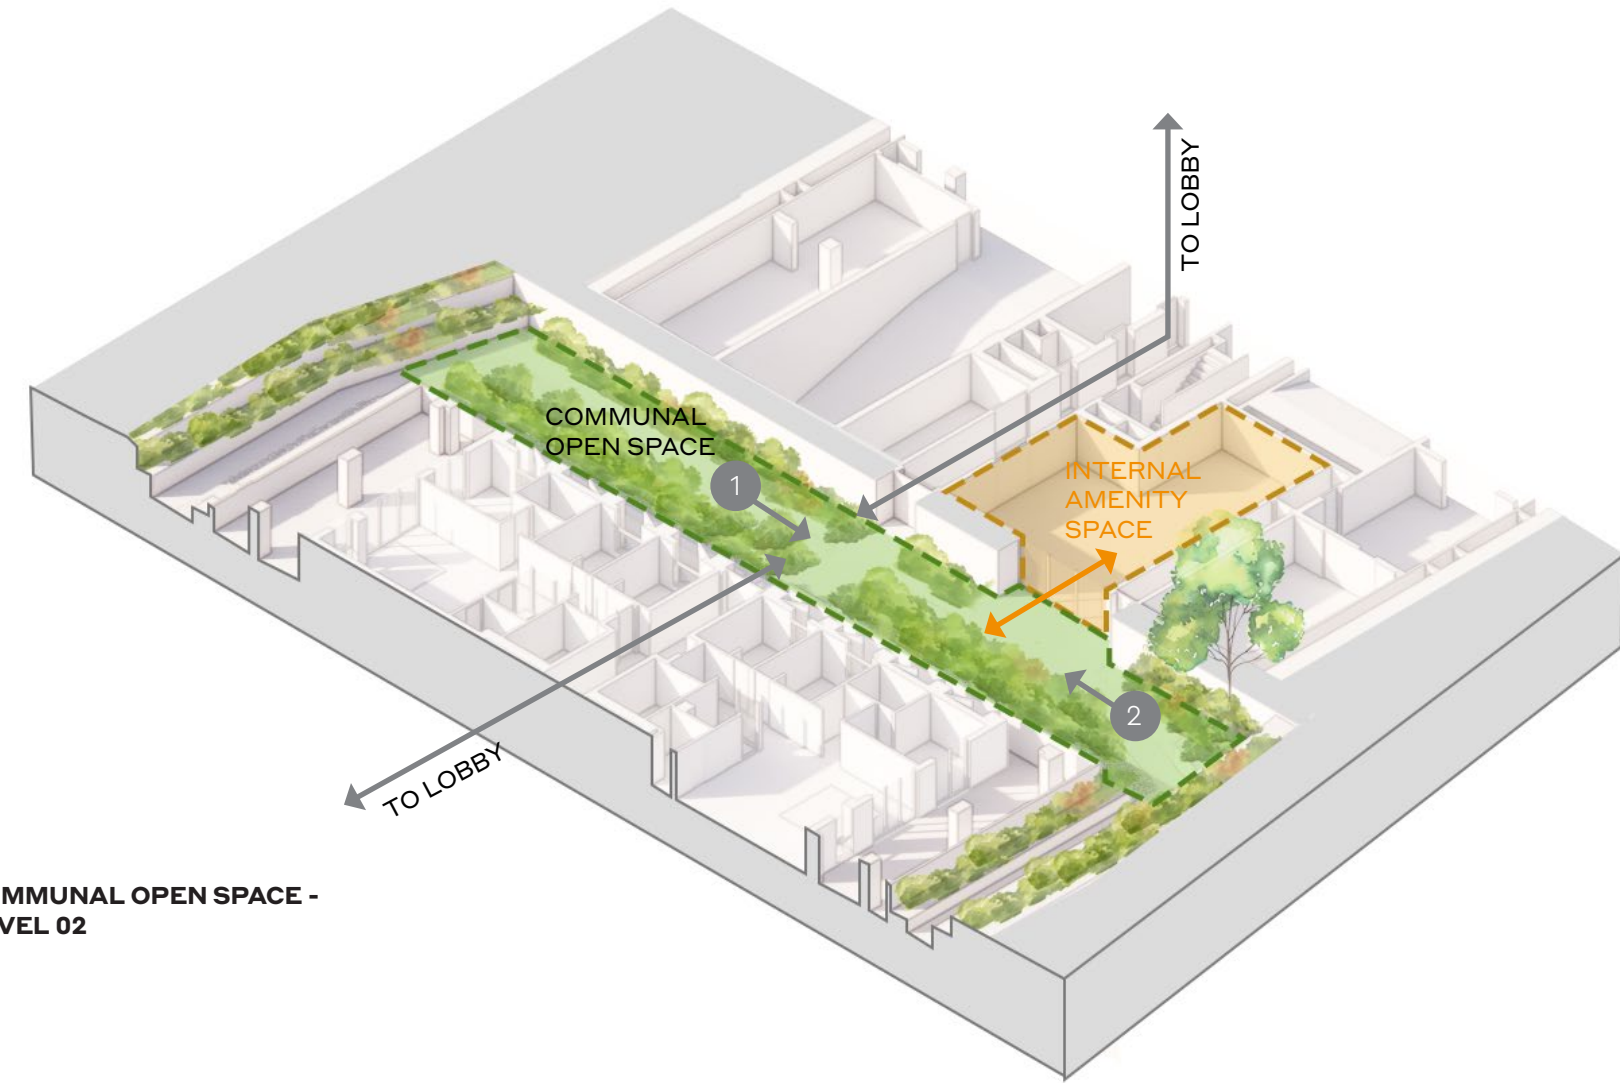 TO LOBBY
COMMUNAL
OPEN SPACE
1
INTERNAL
AMENITY
SPACE
2
TO LOBBY
MMUNAL OPEN SPACE -
VEL 02